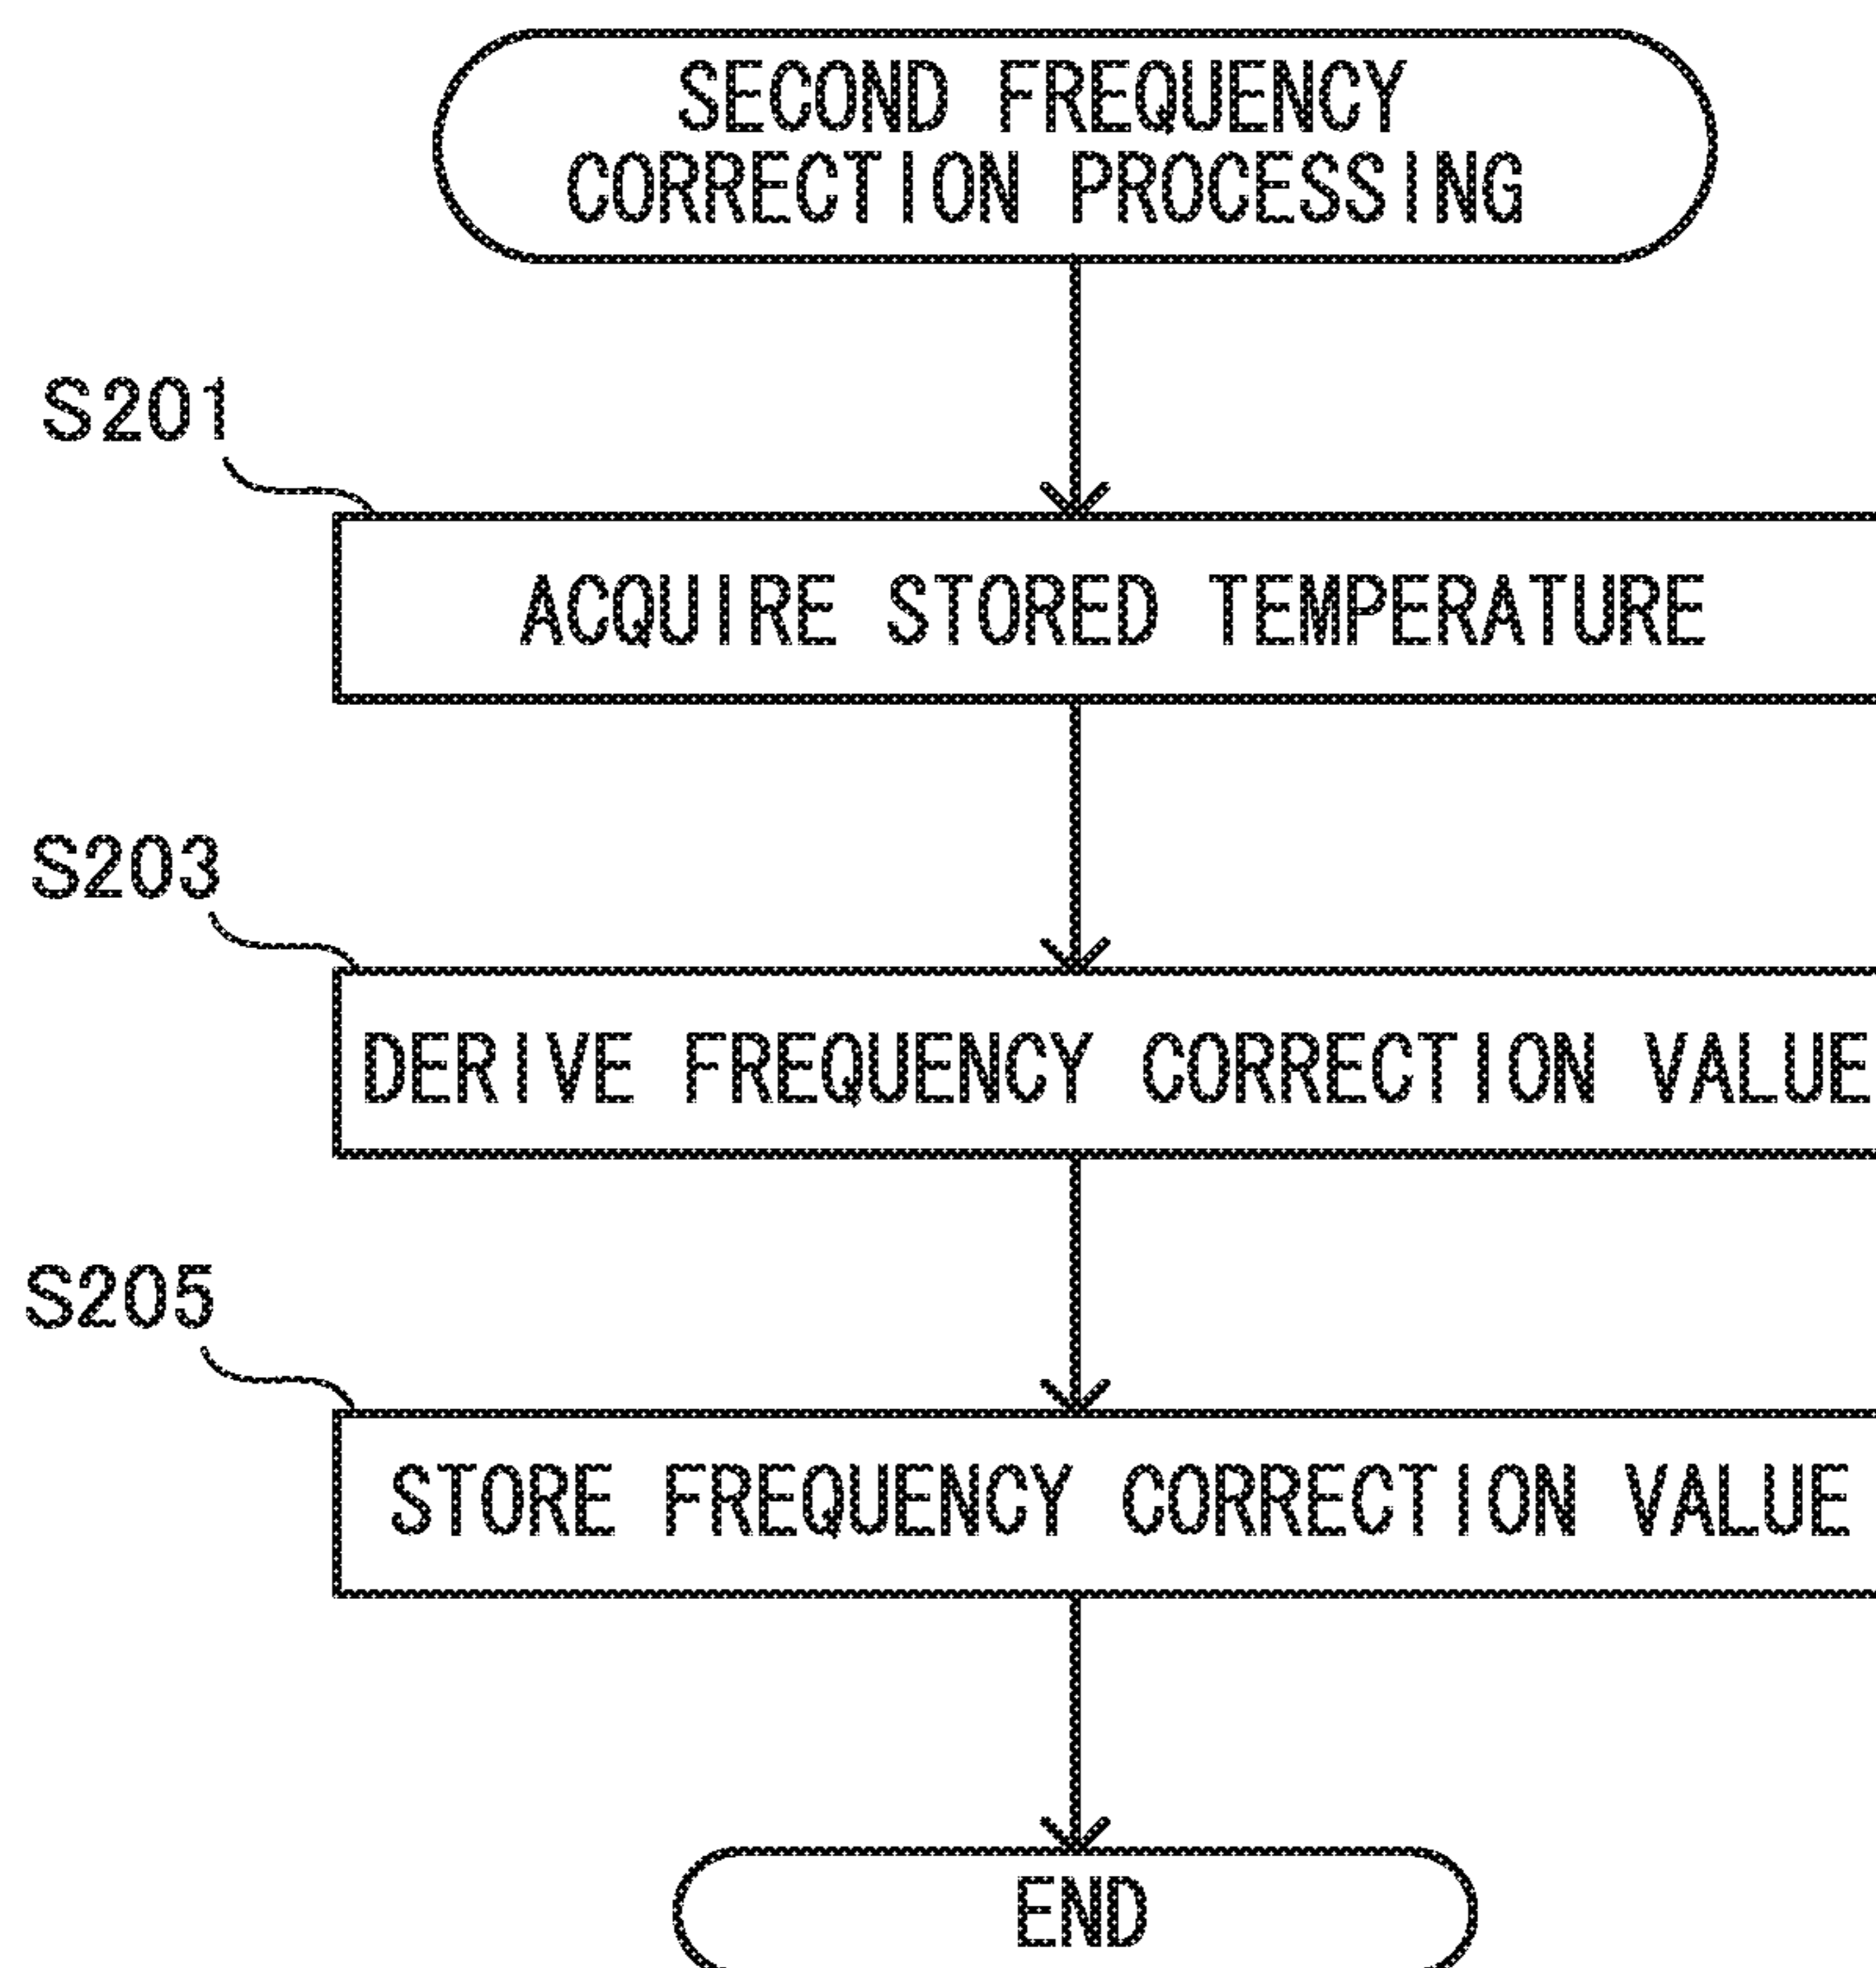 SECOND FREQUENCY
CORRECTION PROCESSING
S201
ACQUIRE STORED TEMPERATURE
S203
DERIVE FREQUENCY CORRECTION VALUE
S205
STORE FREQUENCY CORRECTION VALUE
END